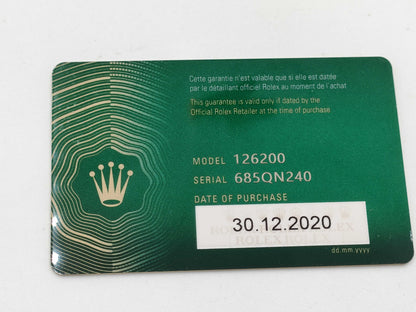 Cette garantie n'est valable que si elle est datée
par le détaillant officiel Rolex au moment de l'achat
This guarantee is valid only if dated by the
Official Rolex Retailer at the time of purchase
MODEL 126200
SERIAL 685QN240
DATE OF PURCHASE
30.12.2020
ROLEX ROLEX
dd.mm.yyyy